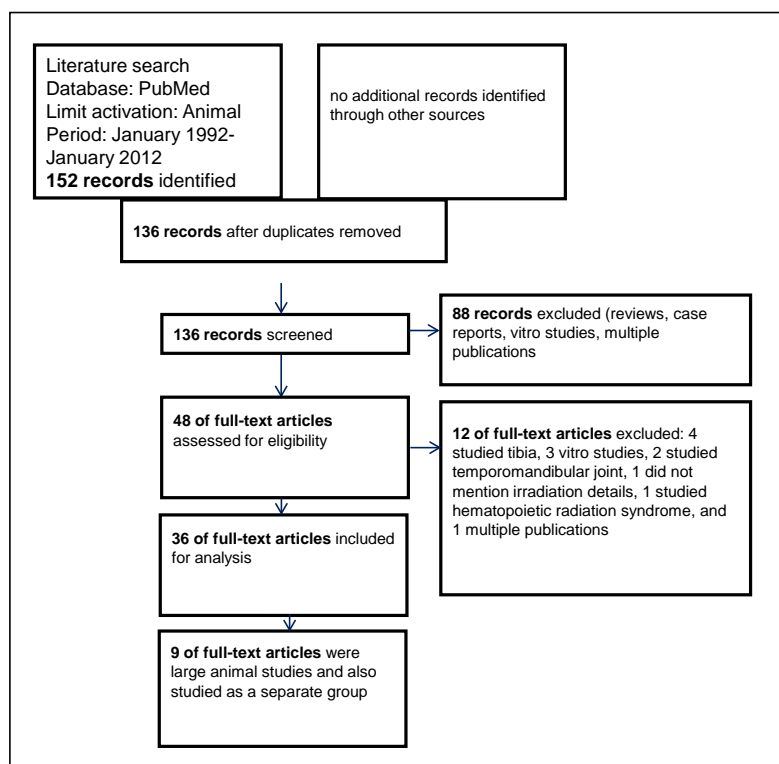 Literature search
Database: PubMed
Limit activation: Animal
Period: January 1992-
January 2012
152 records identified
no additional records identified
through other sources
136 records after duplicates removed
136 records screened
88 records excluded (reviews, case
reports, vitro studies, multiple
publications
48 of full-text articles
assessed for eligibility
12 of full-text articles excluded: 4
studied tibia, 3 vitro studies, 2 studied
temporomandibular joint, 1 did not
mention irradiation details, 1 studied
hematopoietic radiation syndrome, and
1 multiple publications
36 of full-text articles included
for analysis
9 of full-text articles were
large animal studies and also
studied as a separate group